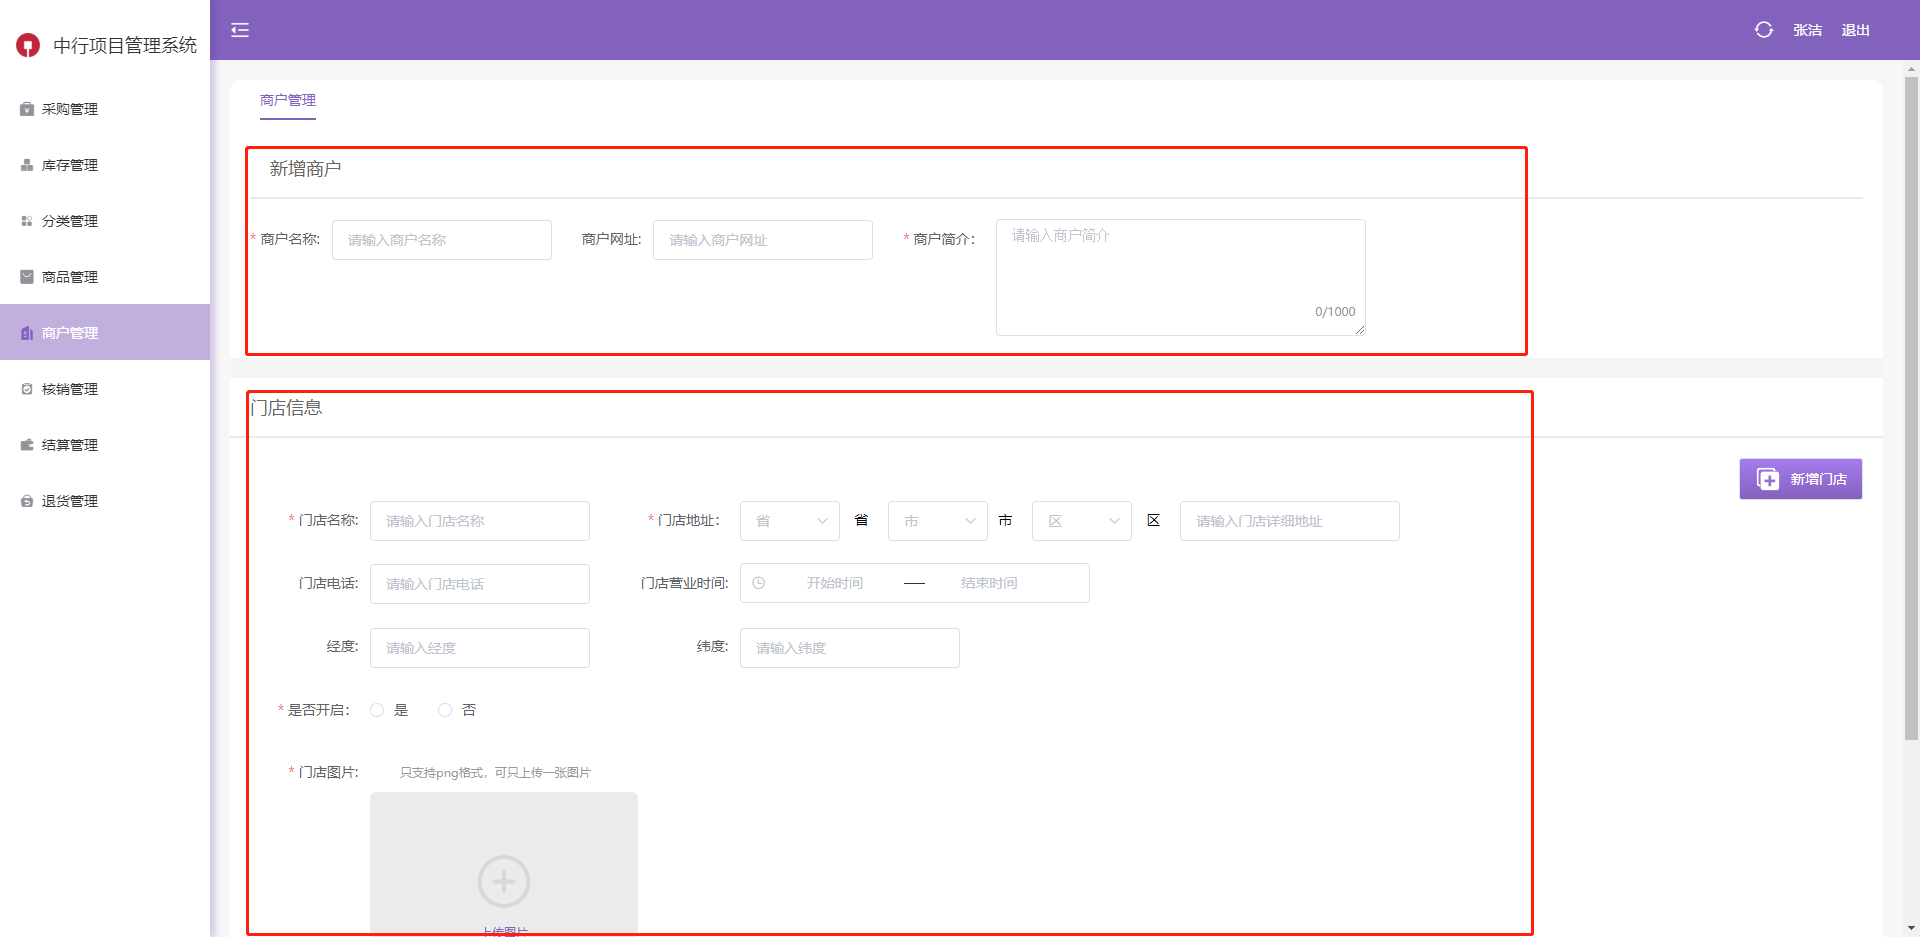 中行项目管理系统
张洁 退出
采购管理
库存管理
分类管理
商品管理
商户管理
核销管理
结算管理
退货管理
商户管理
新增商户
* 商户名称: 请输入商户名称 商户网址: 请输入商户网址 * 商户简介: 请输入商户简介
0/1000
门店信息
新增门店
* 门店名称: 请输入门店名称 * 门店地址: 省 省 市 市 区 区 请输入门店详细地址
门店电话: 请输入门店电话 门店营业时间: 开始时间 — 结束时间
经度: 请输入经度 纬度: 请输入纬度
* 是否开启: 是 否
* 门店图片: 只支持png格式，可只上传一张图片
上传图片